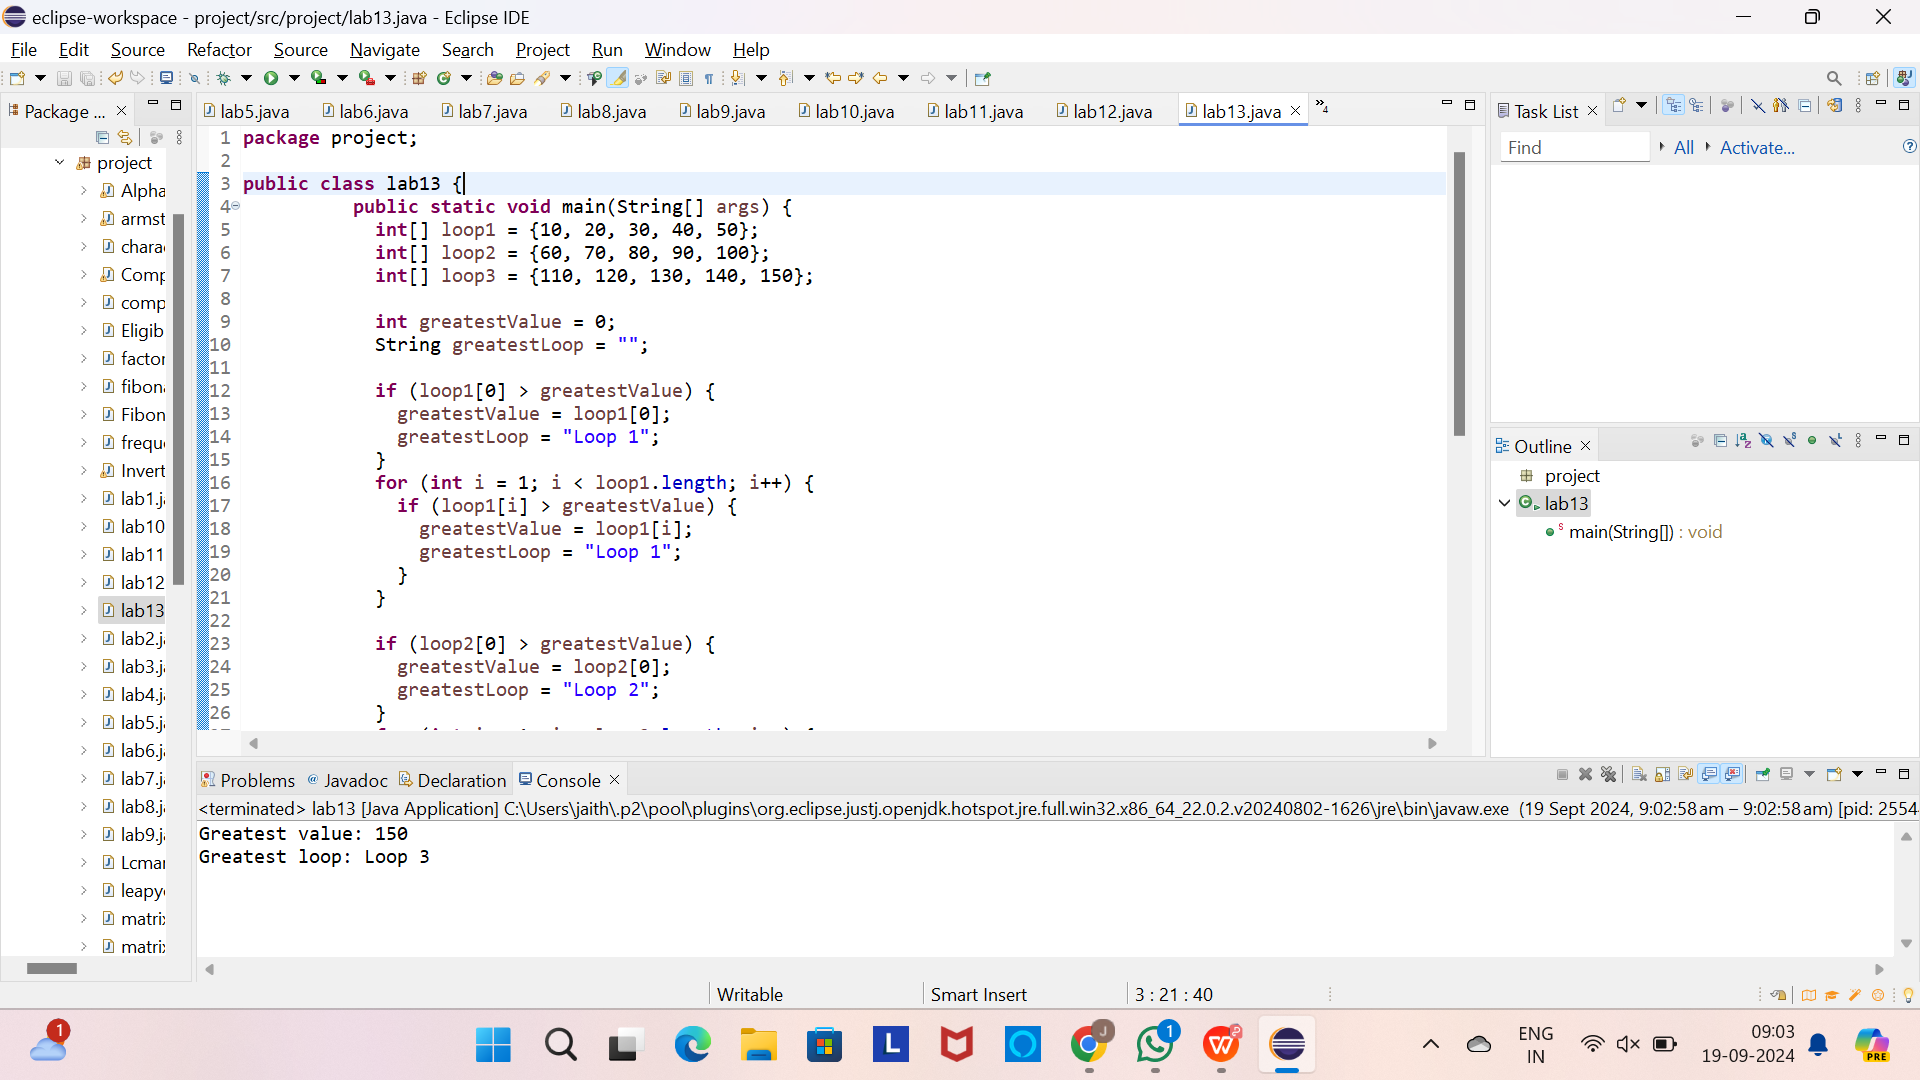 eclipse-workspace - project/src/project/lab13.java - Eclipse IDE
File Edit Source Refactor Source Navigate Search Project Run Window Help
Package ...
project
Alpha
armst
chara
Comp
comp
Eligib
factor
fibon
Fibon
frequ
Invert
lab1.j
lab10
lab11
lab12
lab13
lab2.j
lab3.j
lab4.j
lab5.j
lab6.j
lab7.j
lab8.j
lab9.j
Lcmar
leapy
matri
matri
lab5.java lab6.java lab7.java lab8.java lab9.java lab10.java lab11.java lab12.java lab13.java »4
1 package project;
2
3 public class lab13 {
4 public static void main(String[] args) {
5 int[] loop1 = {10, 20, 30, 40, 50};
6 int[] loop2 = {60, 70, 80, 90, 100};
7 int[] loop3 = {110, 120, 130, 140, 150};
8
9 int greatestValue = 0;
10 String greatestLoop = "";
11
12 if (loop1[0] > greatestValue) {
13 greatestValue = loop1[0];
14 greatestLoop = "Loop 1";
15 }
16 for (int i = 1; i < loop1.length; i++) {
17 if (loop1[i] > greatestValue) {
18 greatestValue = loop1[i];
19 greatestLoop = "Loop 1";
20 }
21 }
22
23 if (loop2[0] > greatestValue) {
24 greatestValue = loop2[0];
25 greatestLoop = "Loop 2";
26 }
Task List
Find All Activate...
Outline
project
lab13
main(String[]) : void
Problems @ Javadoc Declaration Console
<terminated> lab13 [Java Application] C:\Users\jaith\.p2\pool\plugins\org.eclipse.justj.openjdk.hotspot.jre.full.win32.x86_64_22.0.2.v20240802-1626\jre\bin\javaw.exe (19 Sept 2024, 9:02:58 am – 9:02:58 am) [pid: 2554
Greatest value: 150
Greatest loop: Loop 3
Writable Smart Insert 3 : 21 : 40
1
L
J
1
W
ENG
IN
09:03
19-09-2024
PRE